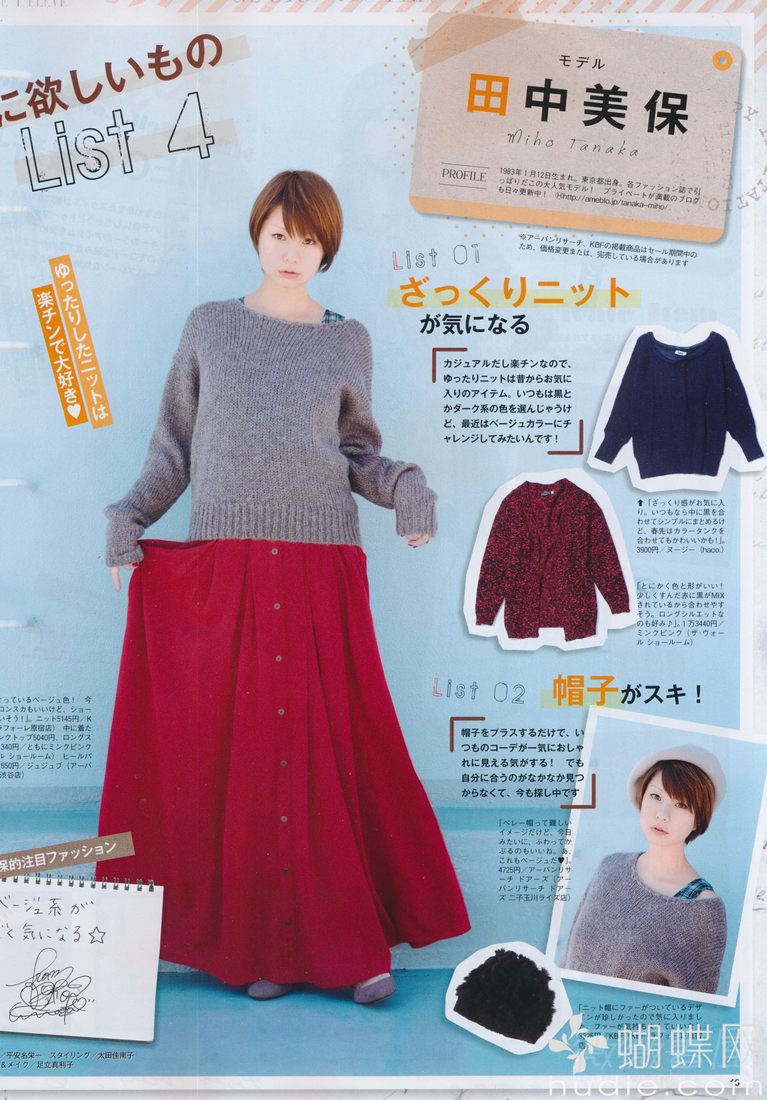 に欲しいもの
List 4
モデル
田中美保
Miho Tanaka
PROFILE
1983年1月12日生まれ。東京都出身。各ファッション誌で引
っぱりだこの大人気モデル！ プライベートが満載のブログ
も日々更新中！ http://ameblo.jp/tanaka-miho/
※アーバンリサーチ、KBFの掲載商品はセール期間中の
ため、価格変更または、完売している場合があります
ゆったりしたニットは
楽チンで大好き♥
List 01
ざっくりニット
が気になる
カジュアルだし楽チンなので、
ゆったりニットは昔からお気に
入りのアイテム。いつもは黒と
かダーク系の色を選んじゃうけ
ど、最近はベージュカラーにチ
ャレンジしてみたいんです！
⬆「ざっくり感がお気に入
り。いつもなら中に黒を合
わせてシンプルにまとめるけ
ど、春先はカラータンクを
合わせてもかわいいかも！」。
3900円／ヌージー（haco.）
「とにかく色と形がいい！
少しくすんだ赤に黒がMIX
されているから合わせやす
そう。ロングシルエットな
のも好み♪」。1万3440円／
ミンクピンク（ザ・ウォー
ル ショールーム）
List 02
帽子がスキ！
帽子をプラスするだけで、い
つものコーデが一気におしゃ
れに見える気がする！ でも
自分に合うのがなかなか見つ
からなくて、今も探し中です
「ベレー帽って難しい
イメージだけど、今日
みたいに、ふわってか
ぶるのもいいね。あ、
これもベージュだ♥」
4725円／アーバンリサ
ーチ ドアーズ（アー
バンリサーチ ドアー
ズ 二子玉川ライズ店）
「ニット帽にファーがついているデザ
インが珍しかったので気に入りまし
なっているベージュ色！ 今
ロンスカもいいけど、ショー
いそう！」。ニット5145円／K
ラフォーレ原宿店） 中に着た
ンクトップ5040円、ロングス
340円／ともにミンクピンク
ル ショールーム） ヒールパ
550円／ジュジュブ（アーバ
渋谷店）
保的注目ファッション
ベージュ系が
く気になる☆
from
／平安名栄一 スタイリング／太田佳南子
&メイク／足立真利子
蝴蝶网
hudie.com
13